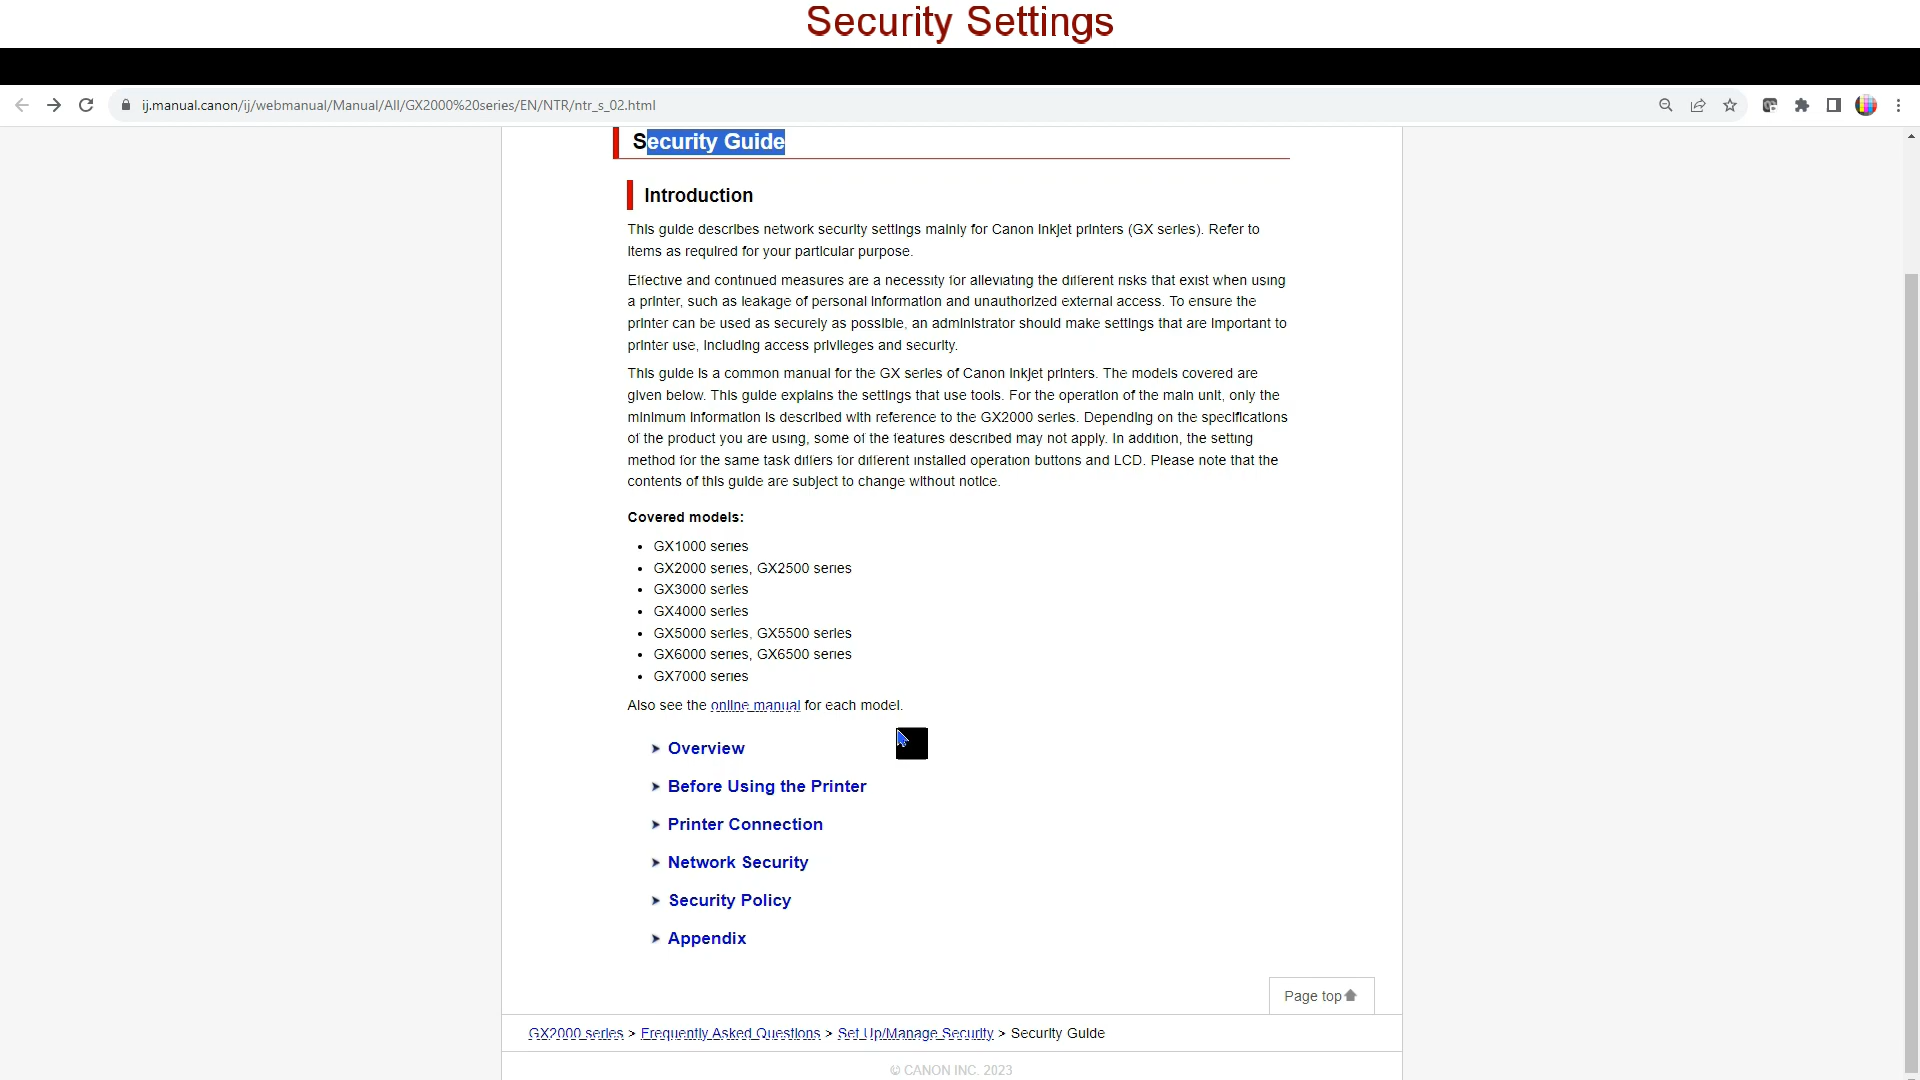 Security Settings
ij.manual.canon/ij/webmanual/Manual/All/GX2000%20series/EN/NTR/ntr_s_02.html
Security Guide
Introduction
This guide describes network security settings mainly for Canon inkjet printers (GX series). Refer to
items as required for your particular purpose.
Effective and continued measures are a necessity for alleviating the different risks that exist when using
a printer, such as leakage of personal information and unauthorized external access. To ensure the
printer can be used as securely as possible, an administrator should make settings that are important to
printer use, including access privileges and security.
This guide is a common manual for the GX series of Canon inkjet printers. The models covered are
given below. This guide explains the settings that use tools. For the operation of the main unit, only the
minimum information is described with reference to the GX2000 series. Depending on the specifications
of the product you are using, some of the features described may not apply. In addition, the setting
method for the same task differs for different installed operation buttons and LCD. Please note that the
contents of this guide are subject to change without notice.
Covered models:
• GX1000 series
• GX2000 series, GX2500 series
• GX3000 series
• GX4000 series
• GX5000 series, GX5500 series
• GX6000 series, GX6500 series
• GX7000 series
Also see the online manual for each model.
Overview
Before Using the Printer
Printer Connection
Network Security
Security Policy
Appendix
Page top
GX2000 series > Frequently Asked Questions > Set Up/Manage Security > Security Guide
© CANON INC. 2023